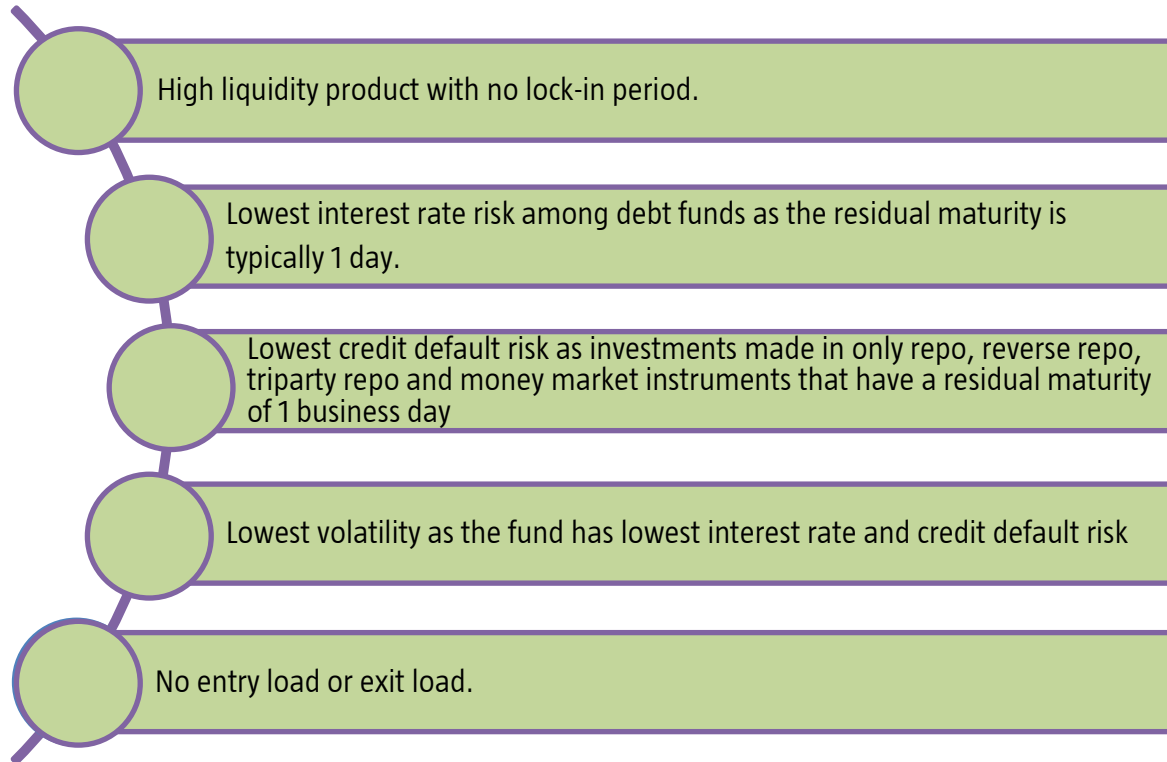 High liquidity product with no lock-in period.
Lowest interest rate risk among debt funds as the residual maturity is
typically 1 day.
Lowest credit default risk as investments made in only repo, reverse repo,
triparty repo and money market instruments that have a residual maturity
of 1 business day
Lowest volatility as the fund has lowest interest rate and credit default risk
No entry load or exit load.